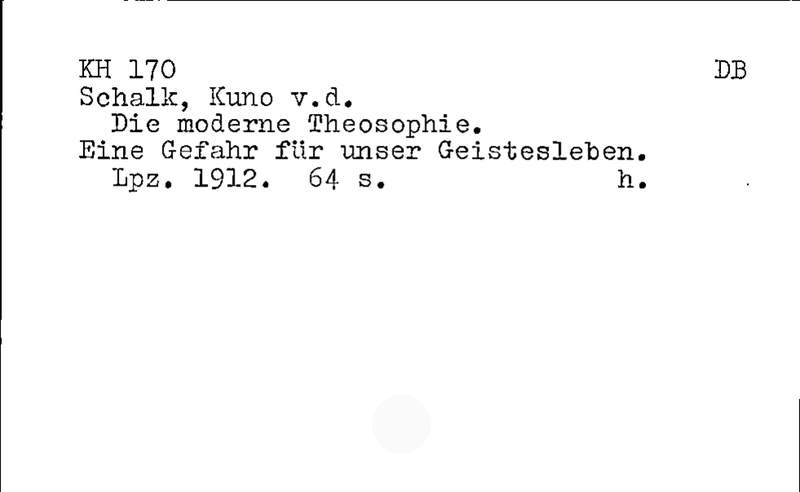 KH 170 DB
Schalk, Kuno v.d.
Die moderne Theosophie.
Eine Gefahr für unser Geistesleben.
Lpz. 1912. 64 s. h.